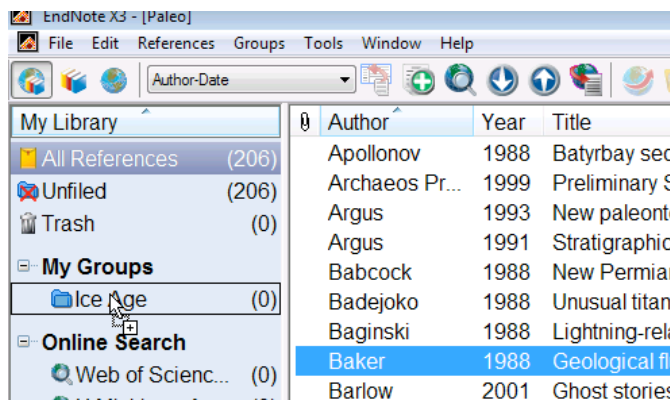 EndNote X3 - [Paleo]
File Edit References Groups Tools Window Help
Author-Date
My Library
Author Year Title
All References (206)
Unfiled (206)
Trash (0)
My Groups
Ice Age (0)
Online Search
Web of Scienc... (0)
Apollonov 1988 Batyrbay sec
Archaeos Pr... 1999 Preliminary S
Argus 1993 New paleont
Argus 1991 Stratigraphic
Babcock 1988 New Permian
Badejoko 1988 Unusual titan
Baginski 1988 Lightning-rela
Baker 1988 Geological fl
Barlow 2001 Ghost stories